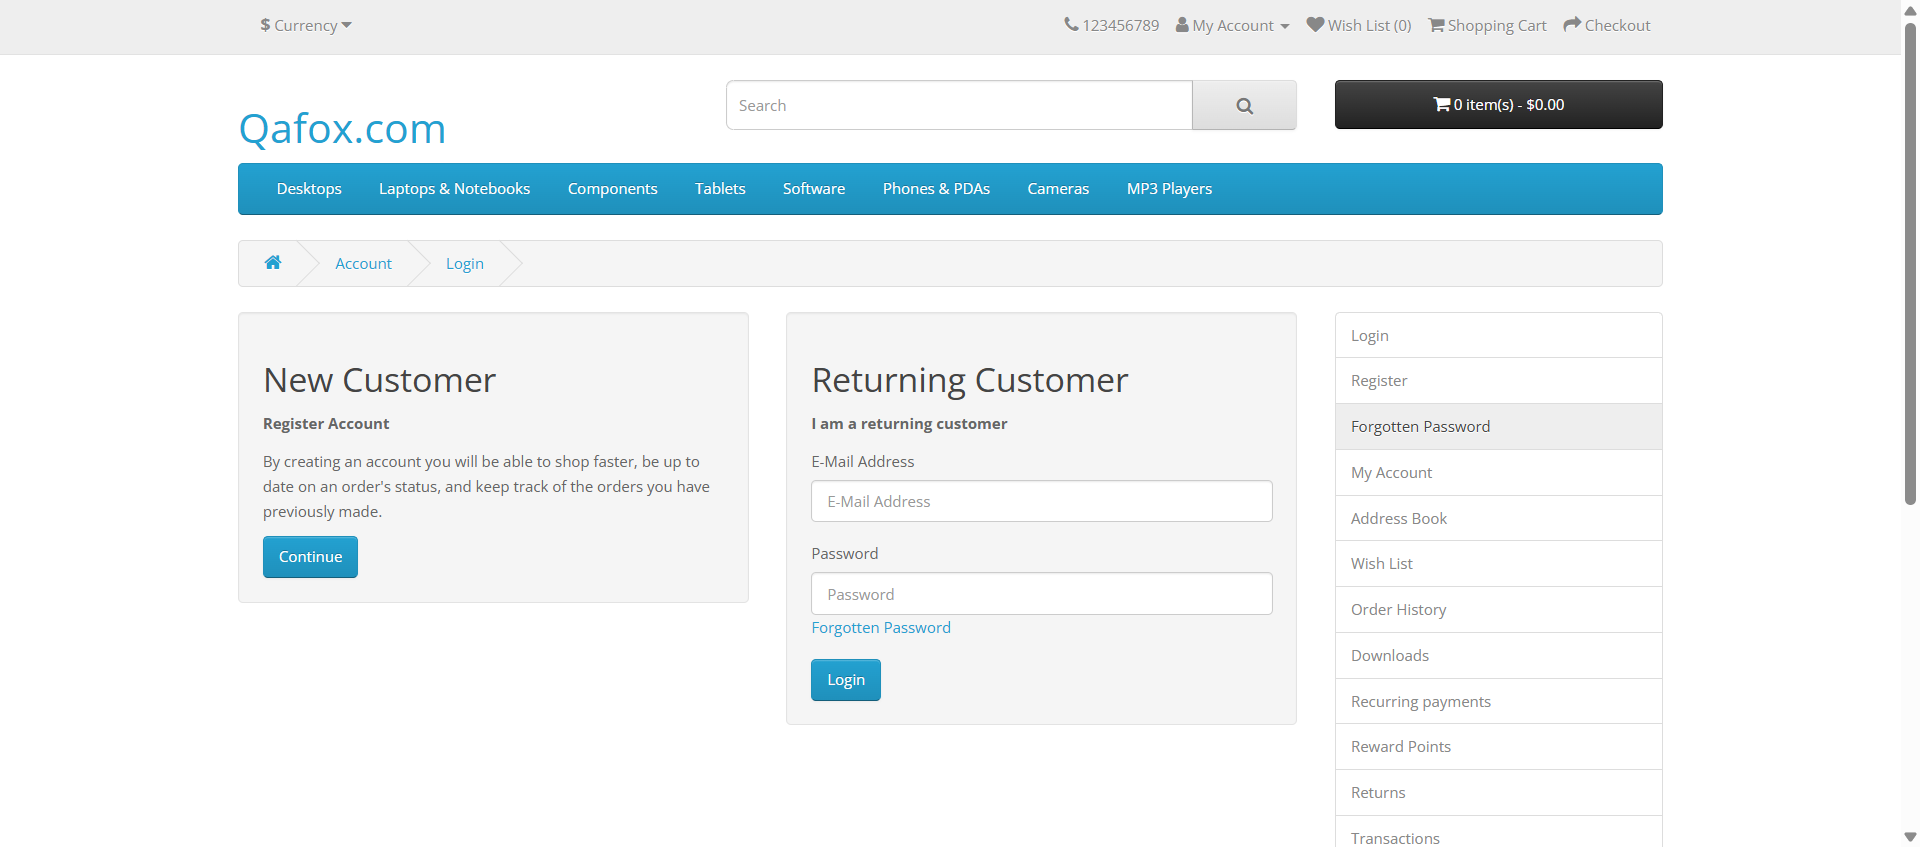 $ Currency
123456789 My Account Wish List (0) Shopping Cart Checkout
Qafox.com
Search
0 item(s) - $0.00
Desktops Laptops & Notebooks Components Tablets Software Phones & PDAs Cameras MP3 Players
Account Login
New Customer
Register Account
By creating an account you will be able to shop faster, be up to
date on an order's status, and keep track of the orders you have
previously made.
Continue
Returning Customer
I am a returning customer
E-Mail Address
E-Mail Address
Password
Password
Forgotten Password
Login
Login
Register
Forgotten Password
My Account
Address Book
Wish List
Order History
Downloads
Recurring payments
Reward Points
Returns
Transactions